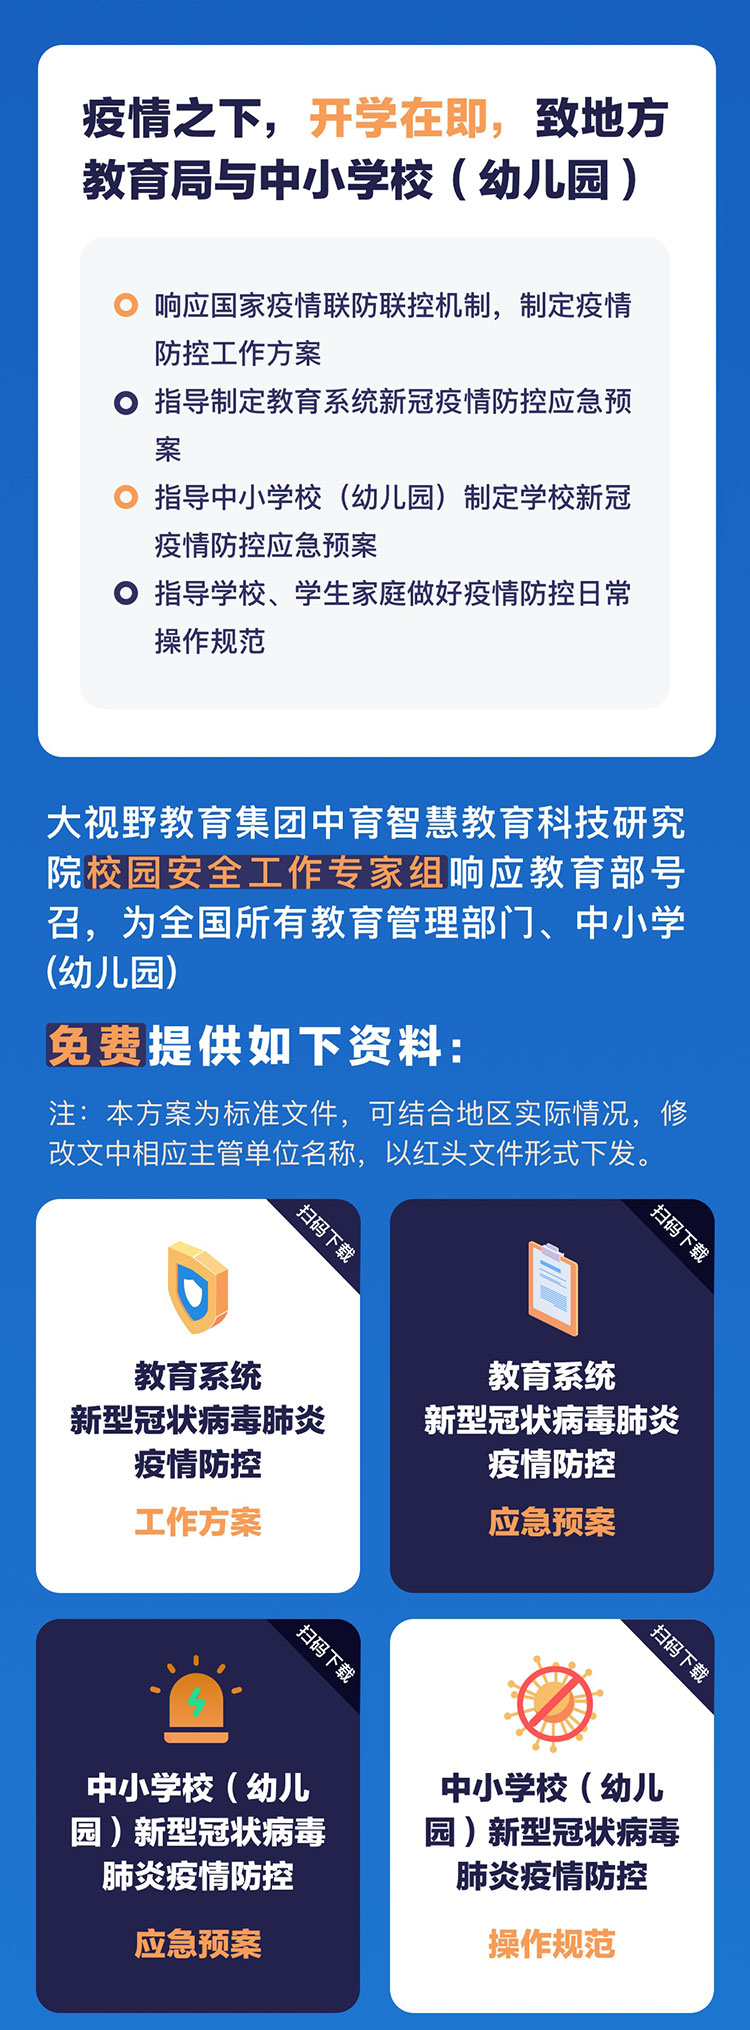 疫情之下，开学在即，致地方
教育局与中小学校（幼儿园）
响应国家疫情联防联控机制，制定疫情
防控工作方案
指导制定教育系统新冠疫情防控应急预
案
指导中小学校（幼儿园）制定学校新冠
疫情防控应急预案
指导学校、学生家庭做好疫情防控日常
操作规范
大视野教育集团中育智慧教育科技研究
院校园安全工作专家组响应教育部号
召，为全国所有教育管理部门、中小学
(幼儿园)
免费提供如下资料：
注：本方案为标准文件，可结合地区实际情况，修
改文中相应主管单位名称，以红头文件形式下发。
扫码下载
教育系统
新型冠状病毒肺炎
疫情防控
工作方案
扫码下载
教育系统
新型冠状病毒肺炎
疫情防控
应急预案
扫码下载
中小学校（幼儿
园）新型冠状病毒
肺炎疫情防控
应急预案
扫码下载
中小学校（幼儿
园）新型冠状病毒
肺炎疫情防控
操作规范